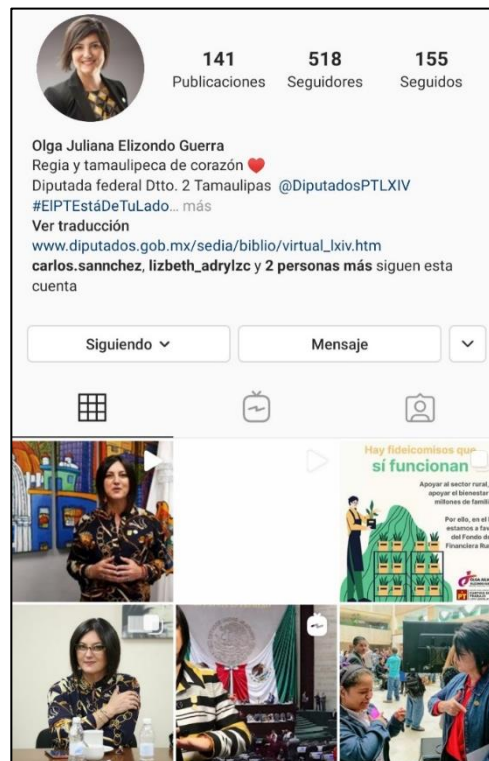 141
518
155
Publicaciones
Seguidores
Seguidos
Olga Juliana Elizondo Guerra
Regia y tamaulipeca de corazón ❤️
Diputada federal Dtto. 2 Tamaulipas @DiputadosPTLXIV
#ElPTEstáDeTuLado… más
Ver traducción
www.diputados.gob.mx/sedia/biblio/virtual_lxiv.htm
carlos.sannchez, lizbeth_adrylzc y 2 personas más siguen esta
cuenta
Siguiendo
Mensaje
Hay fideicomisos que
sí funcionan
Apoyar al sector rural,
apoyar el bienestar
millones de famili
Por ello, en el
estamos a fav
del Fondo de
Financiera Ru